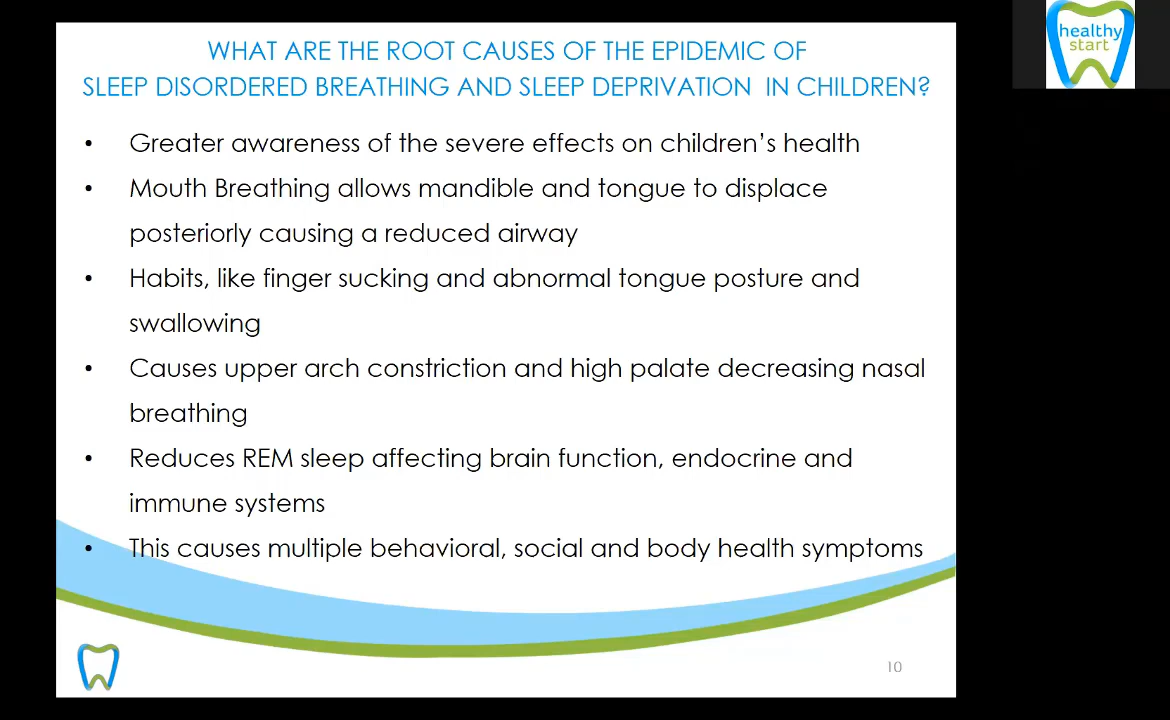 WHAT ARE THE ROOT CAUSES OF THE EPIDEMIC OF
SLEEP DISORDERED BREATHING AND SLEEP DEPRIVATION IN CHILDREN?
• Greater awareness of the severe effects on children's health
• Mouth Breathing allows mandible and tongue to displace
posteriorly causing a reduced airway
• Habits, like finger sucking and abnormal tongue posture and
swallowing
• Causes upper arch constriction and high palate decreasing nasal
breathing
• Reduces REM sleep affecting brain function, endocrine and
immune systems
• This causes multiple behavioral, social and body health symptoms
10
healthy
start